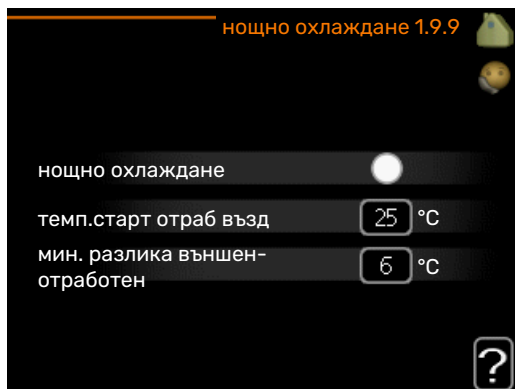 нощно охлаждане 1.9.9
нощно охлаждане
темп.старт отраб възд 25 °C
мин. разлика външен-
отработен 6 °C
?